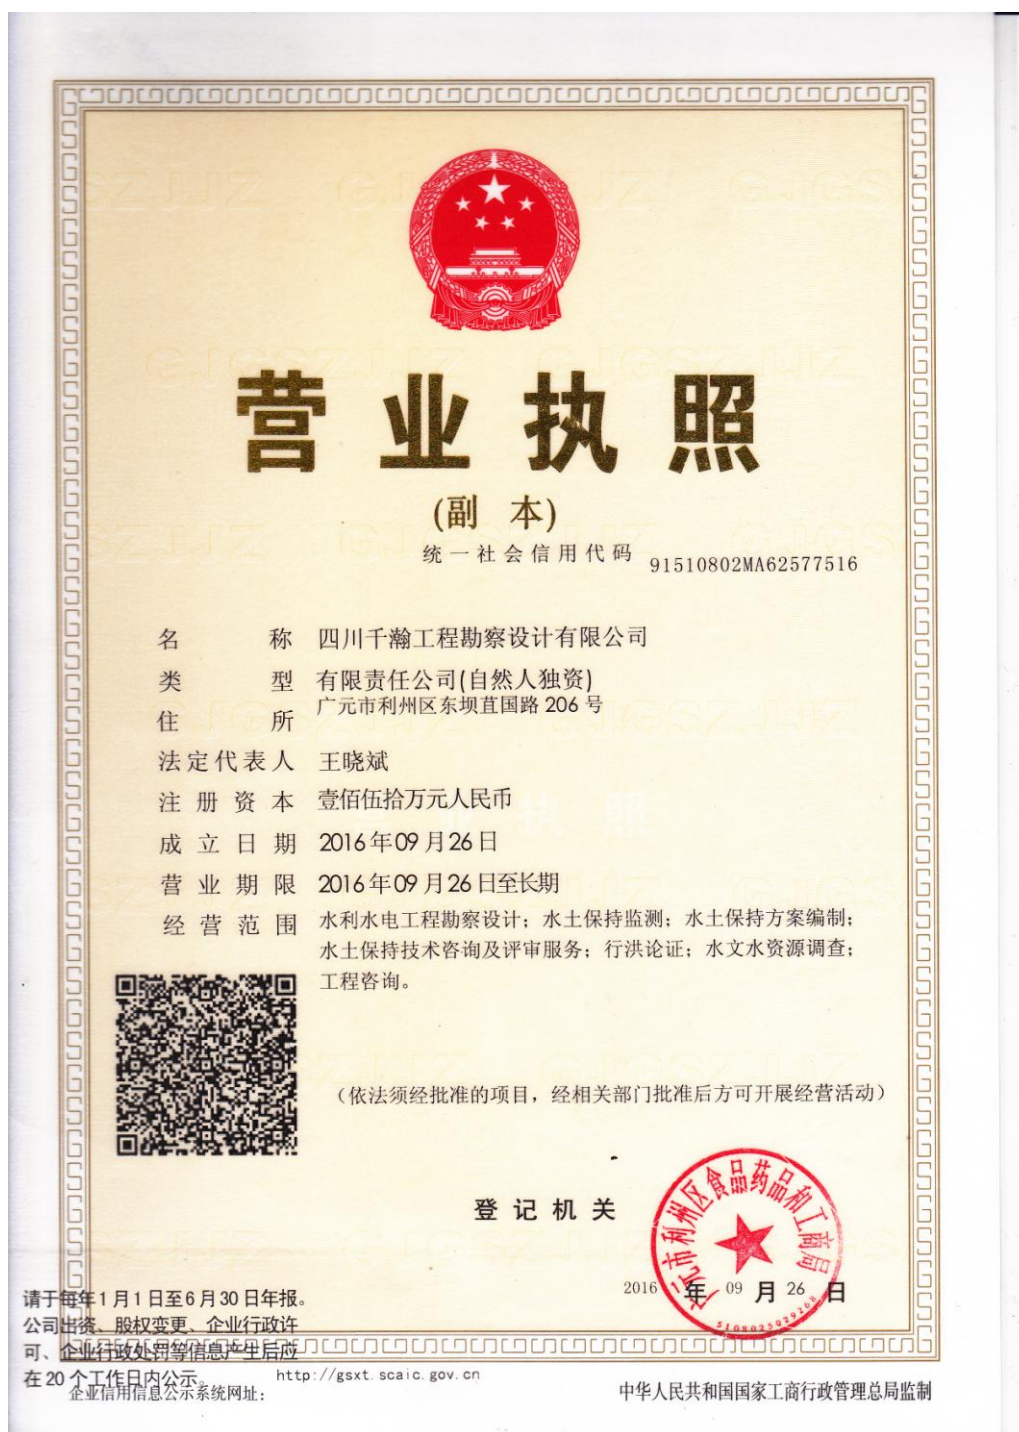 营业执照
(副 本)
统一社会信用代码 91510802MA62577516
名 称 四川千瀚工程勘察设计有限公司
类 型 有限责任公司(自然人独资)
住 所 广元市利州区东坝苴国路 206 号
法定代表人 王晓斌
注册资本 壹佰伍拾万元人民币
成立日期 2016年09月26日
营业期限 2016年09月26日至长期
经营范围 水利水电工程勘察设计；水土保持监测；水土保持方案编制；
水土保持技术咨询及评审服务；行洪论证；水文水资源调查；
工程咨询。
（依法须经批准的项目，经相关部门批准后方可开展经营活动）
登记机关
广元市利州区食品药品和工商局
2016 年 09 月 26 日
5108025029268
请于每年1月1日至6月30日年报。
公司出资、股权变更、企业行政许
可、企业行政处罚等信息产生后应
在20个工作日内公示。
企业信用信息公示系统网址： http://gsxt.scaic.gov.cn
中华人民共和国国家工商行政管理总局监制